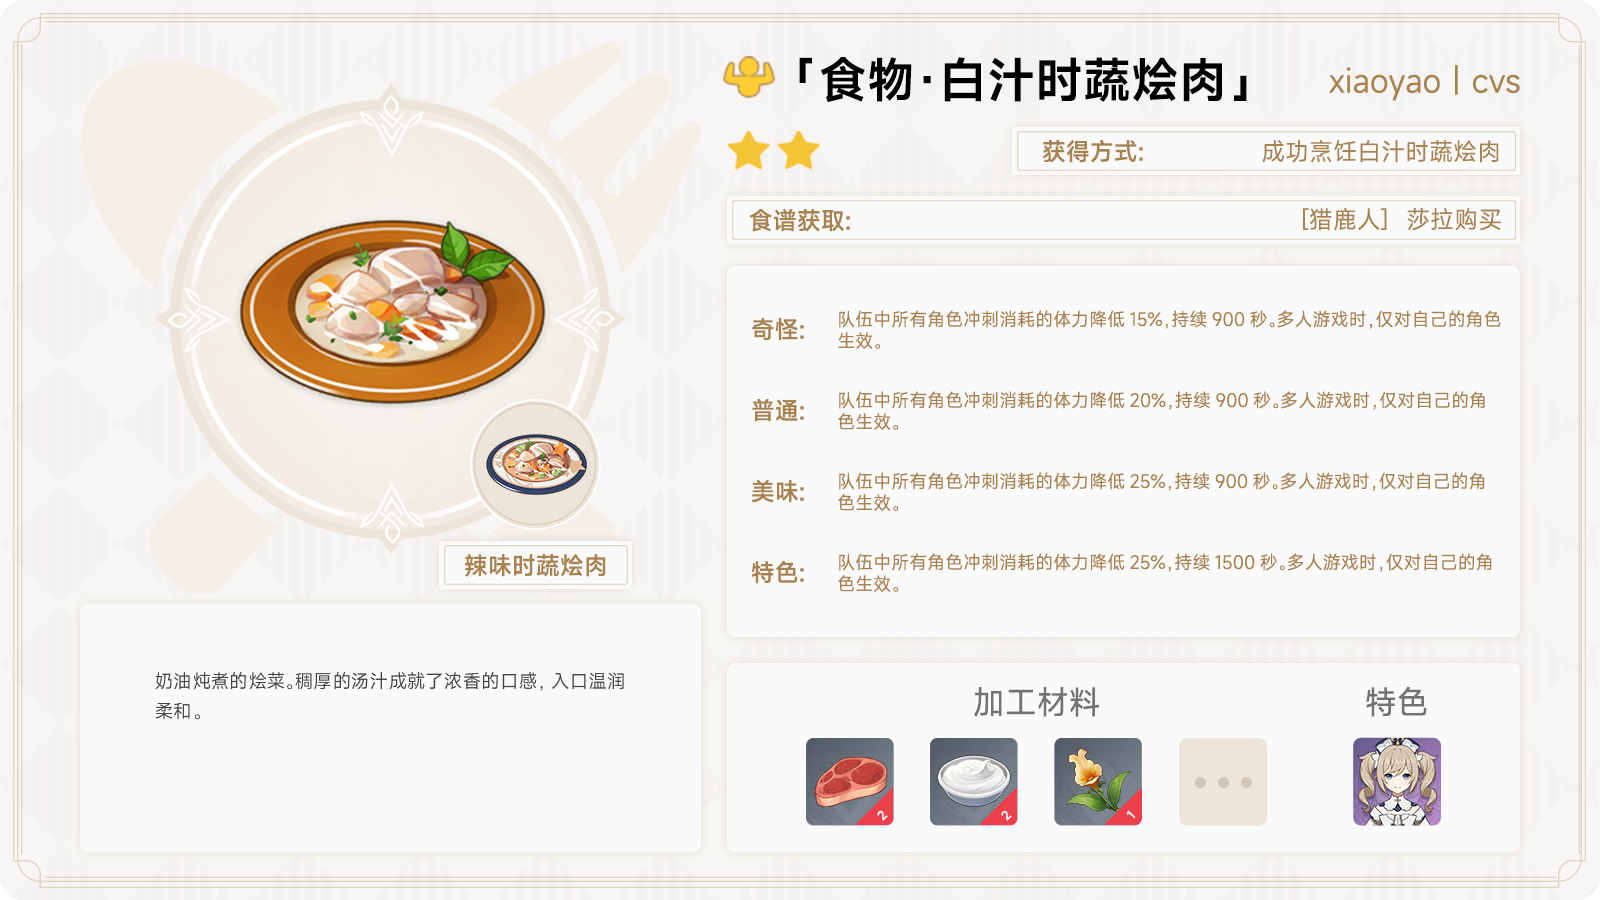 「食物·白汁时蔬烩肉」
xiaoyao | cvs
获得方式: 成功烹饪白汁时蔬烩肉
食谱获取: [猎鹿人] 莎拉购买
奇怪: 队伍中所有角色冲刺消耗的体力降低 15%,持续 900 秒。多人游戏时,仅对自己的角色
生效。
普通: 队伍中所有角色冲刺消耗的体力降低 20%,持续 900 秒。多人游戏时,仅对自己的角
色生效。
美味: 队伍中所有角色冲刺消耗的体力降低 25%,持续 900 秒。多人游戏时,仅对自己的角
色生效。
特色: 队伍中所有角色冲刺消耗的体力降低 25%,持续 1500 秒。多人游戏时,仅对自己的角
色生效。
辣味时蔬烩肉
奶油炖煮的烩菜。稠厚的汤汁成就了浓香的口感, 入口温润
柔和。
加工材料 特色
2 2 1